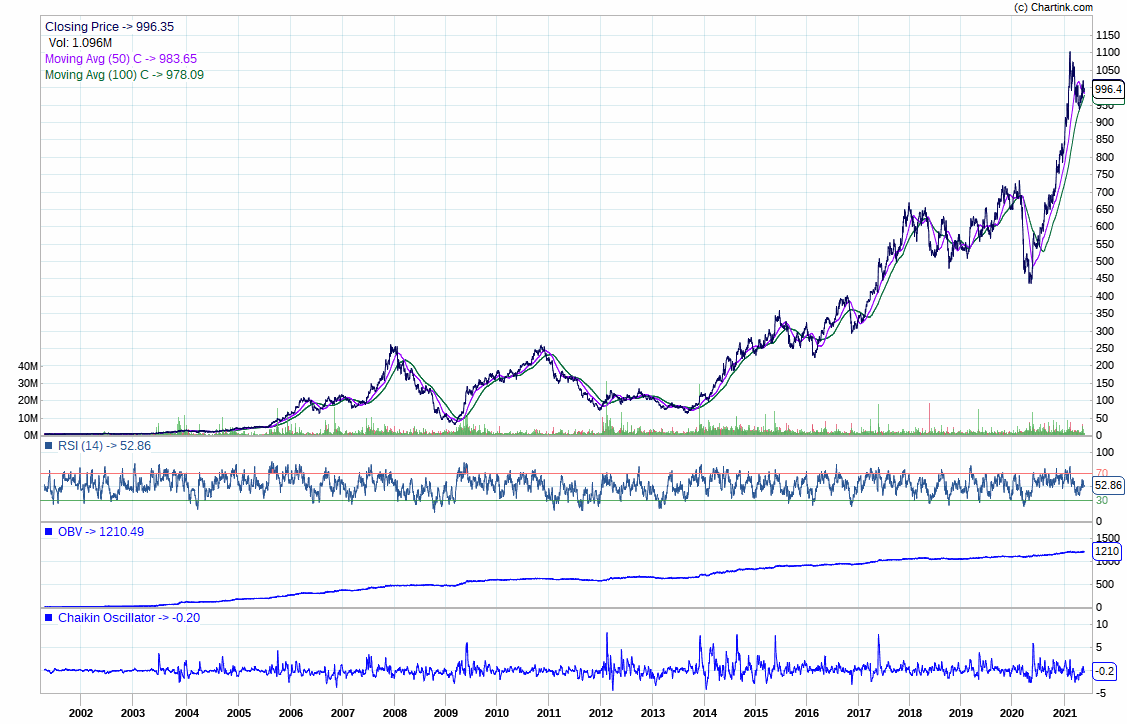 (c) Chartink.com
Closing Price -> 996.35
Vol: 1.096M
Moving Avg (50) C -> 983.65
Moving Avg (100) C -> 978.09
1150
1100
1050
996.4
950
900
850
800
750
700
650
600
550
500
450
400
350
300
250
200
150
100
50
0
40M
30M
20M
10M
0M
RSI (14) -> 52.86
100
70
52.86
30
0
OBV -> 1210.49
1500
1210
1000
500
0
Chaikin Oscillator -> -0.20
10
5
-0.2
-5
2002 2003 2004 2005 2006 2007 2008 2009 2010 2011 2012 2013 2014 2015 2016 2017 2018 2019 2020 2021